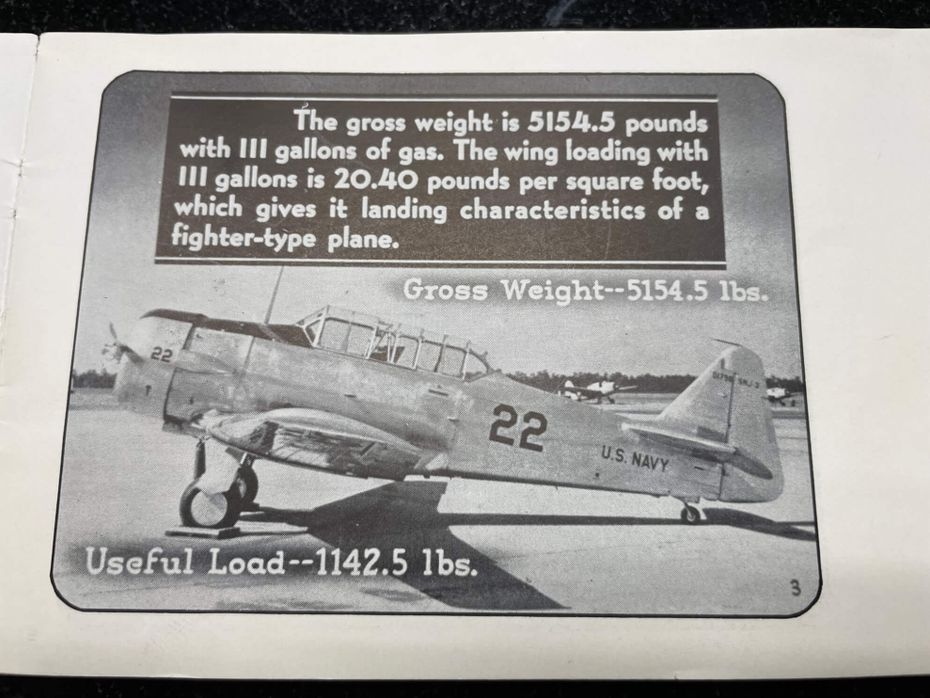 The gross weight is 5154.5 pounds
with 111 gallons of gas. The wing loading with
111 gallons is 20.40 pounds per square foot,
which gives it landing characteristics of a
fighter-type plane.
Gross Weight--5154.5 lbs.
22
22
U.S. NAVY
Useful Load--1142.5 lbs.
3